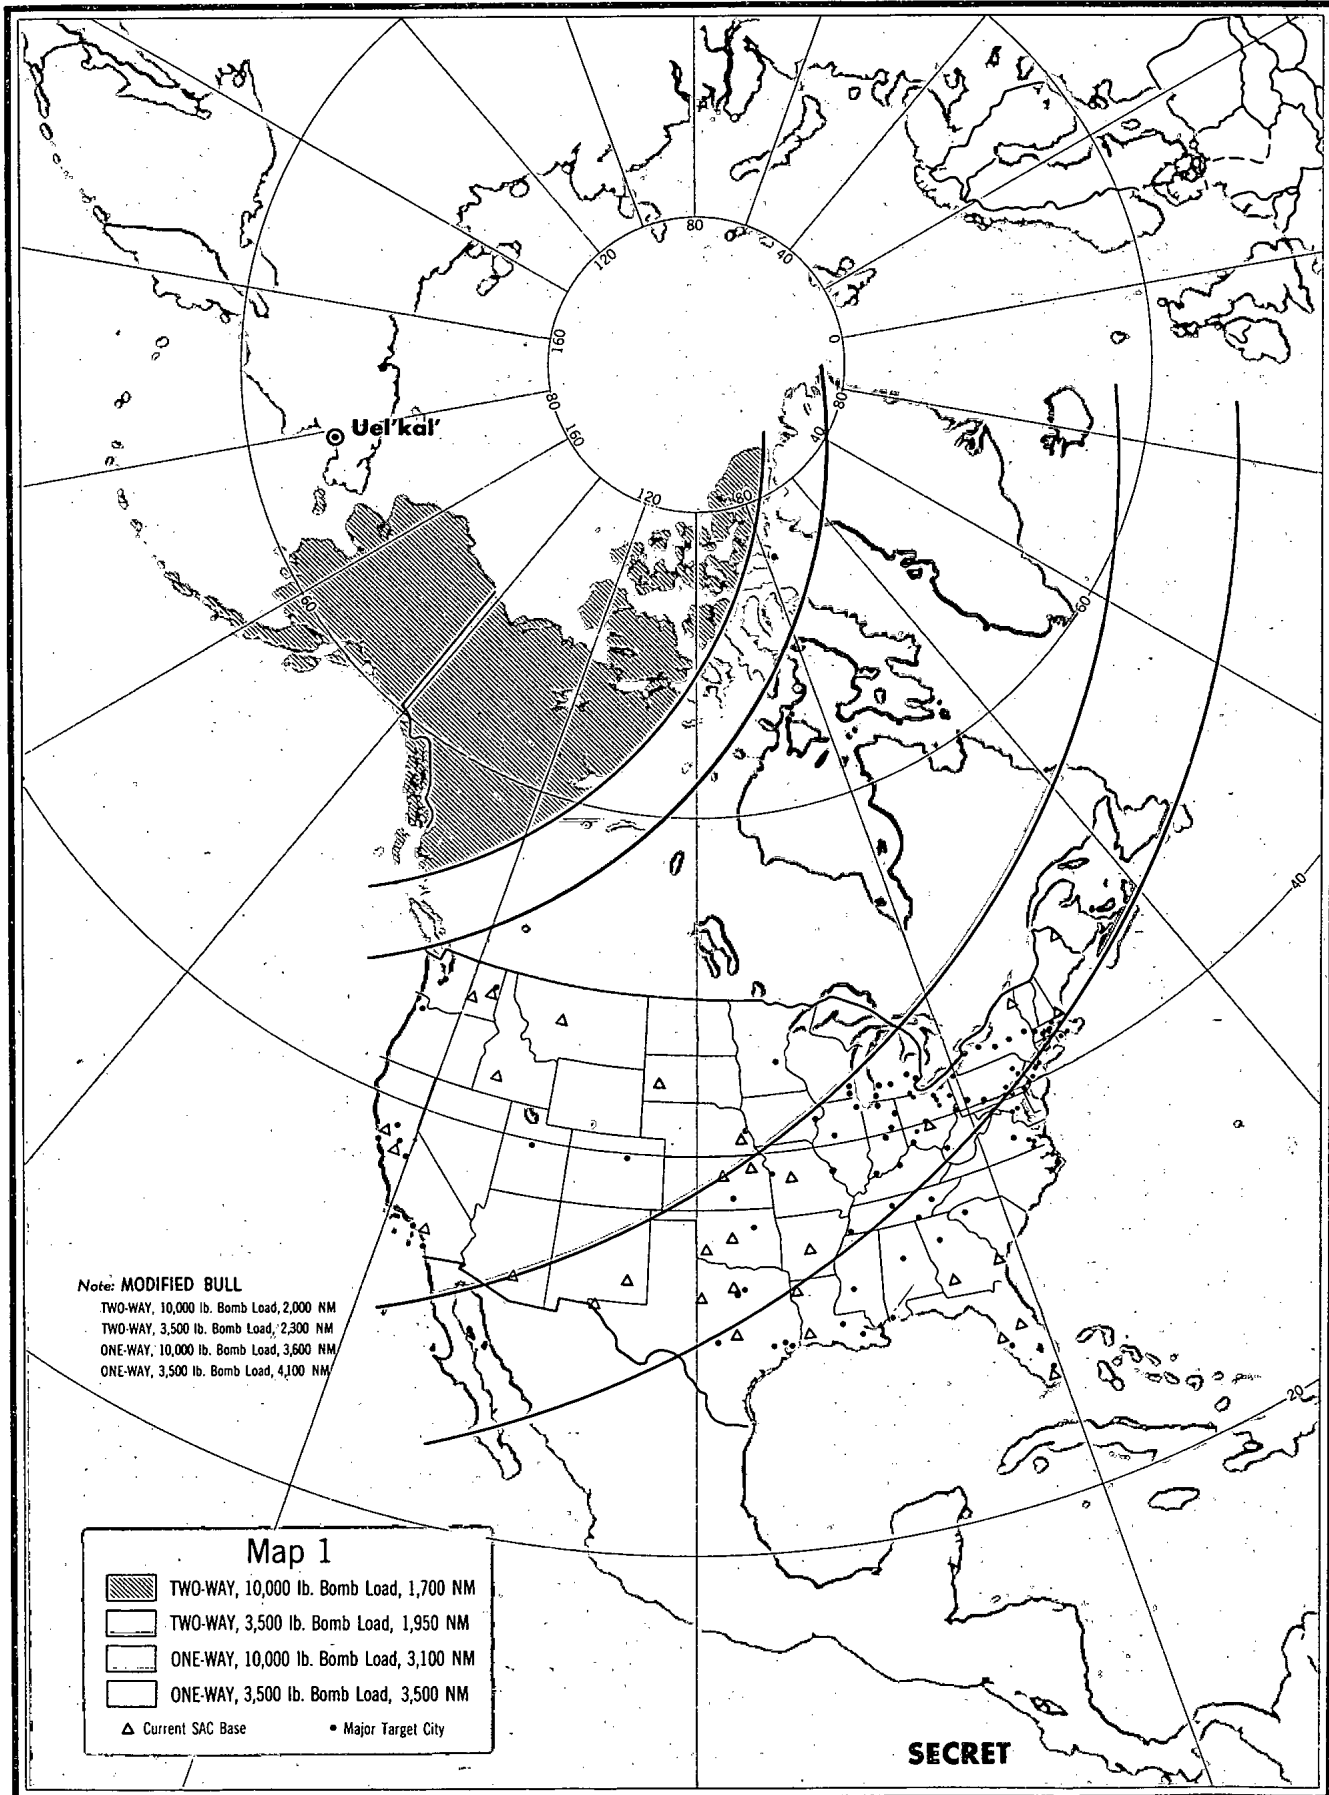 80
120
40
160
0
80
160
80
40
120
80
Uel'kal'
60
60
40
20
Note: MODIFIED BULL
TWO-WAY, 10,000 lb. Bomb Load, 2,000 NM
TWO-WAY, 3,500 lb. Bomb Load, 2,300 NM
ONE-WAY, 10,000 lb. Bomb Load, 3,600 NM
ONE-WAY, 3,500 lb. Bomb Load, 4,100 NM
Map 1
TWO-WAY, 10,000 lb. Bomb Load, 1,700 NM
TWO-WAY, 3,500 lb. Bomb Load, 1,950 NM
ONE-WAY, 10,000 lb. Bomb Load, 3,100 NM
ONE-WAY, 3,500 lb. Bomb Load, 3,500 NM
Current SAC Base
Major Target City
SECRET